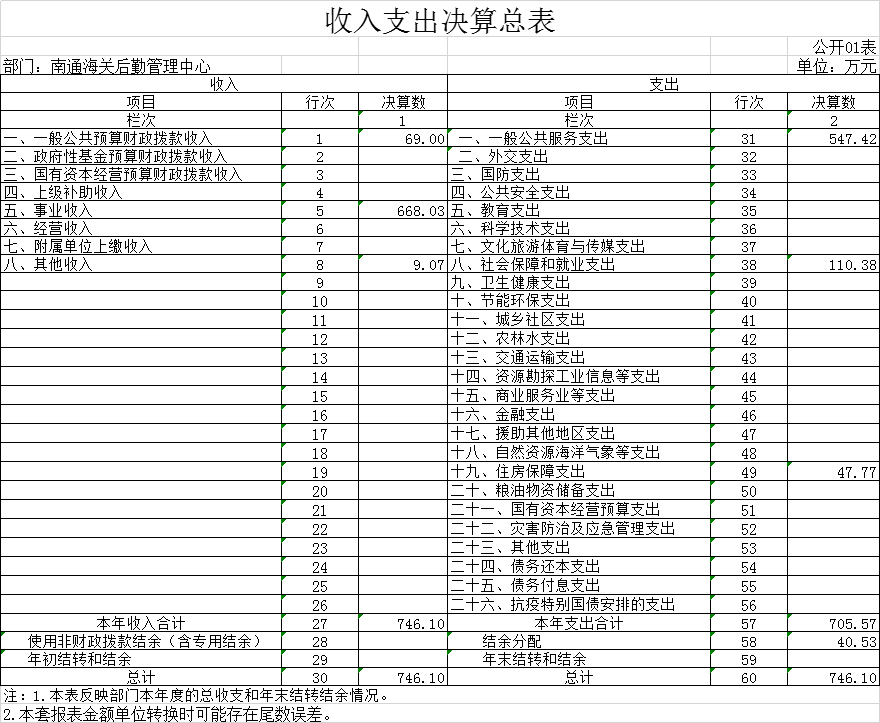 收入支出决算总表
公开01表
部门：南通海关后勤管理中心 单位：万元
收入 支出
项目 行次 决算数 项目 行次 决算数
栏次 1 栏次 2
一、一般公共预算财政拨款收入 1 69.00 一、一般公共服务支出 31 547.42
二、政府性基金预算财政拨款收入 2 二、外交支出 32
三、国有资本经营预算财政拨款收入 3 三、国防支出 33
四、上级补助收入 4 四、公共安全支出 34
五、事业收入 5 668.03 五、教育支出 35
六、经营收入 6 六、科学技术支出 36
七、附属单位上缴收入 7 七、文化旅游体育与传媒支出 37
八、其他收入 8 9.07 八、社会保障和就业支出 38 110.38
9 九、卫生健康支出 39
10 十、节能环保支出 40
11 十一、城乡社区支出 41
12 十二、农林水支出 42
13 十三、交通运输支出 43
14 十四、资源勘探工业信息等支出 44
15 十五、商业服务业等支出 45
16 十六、金融支出 46
17 十七、援助其他地区支出 47
18 十八、自然资源海洋气象等支出 48
19 十九、住房保障支出 49 47.77
20 二十、粮油物资储备支出 50
21 二十一、国有资本经营预算支出 51
22 二十二、灾害防治及应急管理支出 52
23 二十三、其他支出 53
24 二十四、债务还本支出 54
25 二十五、债务付息支出 55
26 二十六、抗疫特别国债安排的支出 56
本年收入合计 27 746.10 本年支出合计 57 705.57
使用非财政拨款结余（含专用结余） 28 结余分配 58 40.53
年初结转和结余 29 年末结转和结余 59
总计 30 746.10 总计 60 746.10
注：1.本表反映部门本年度的总收支和年末结转结余情况。
2.本套报表金额单位转换时可能存在尾数误差。